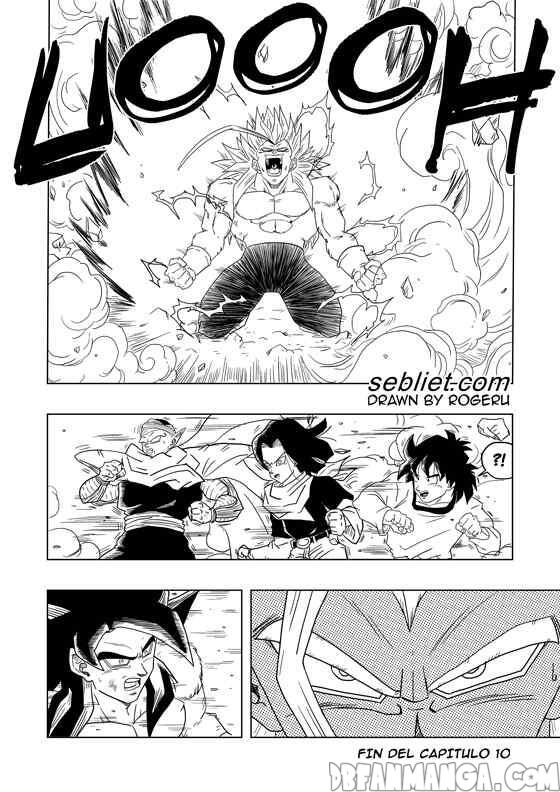 UOOOH
sebliet.com
DRAWN BY ROGERU
?!
FIN DEL CAPITULO 10
DBFANMANGA.COM